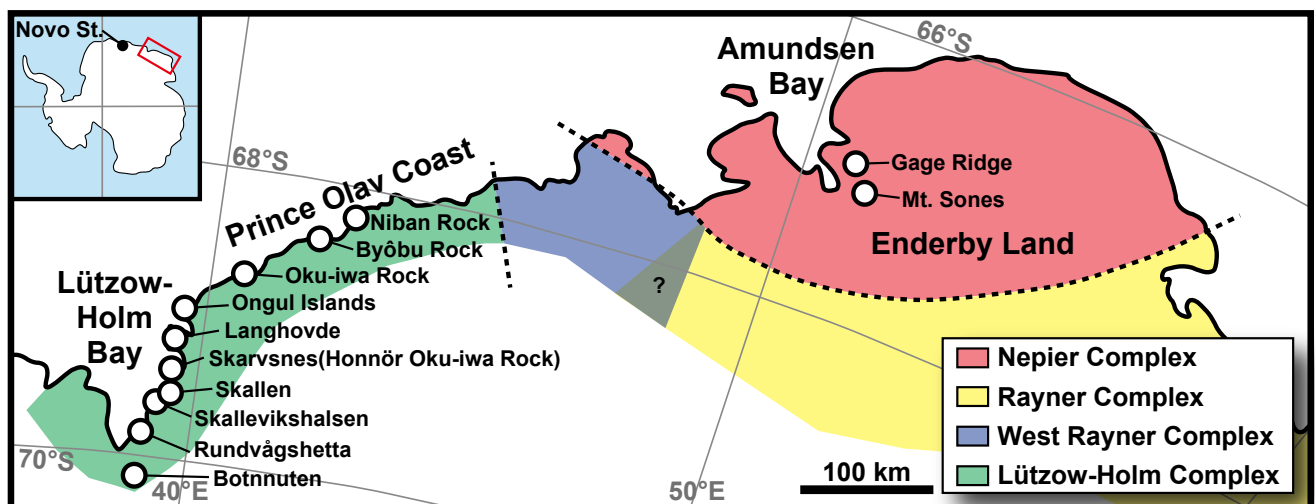 Novo St.
66°S
Amundsen
Bay
68°S
Prince Olav Coast
Gage Ridge
Mt. Sones
Niban Rock
Byôbu Rock
Enderby Land
Oku-iwa Rock
Lützow-
Holm
Bay
Ongul Islands
?
Langhovde
Skarvsnes(Honnör Oku-iwa Rock)
Skallen
Skallevikshalsen
Rundvågshetta
Botnnuten
70°S
40°E
50°E
100 km
Nepier Complex
Rayner Complex
West Rayner Complex
Lützow-Holm Complex